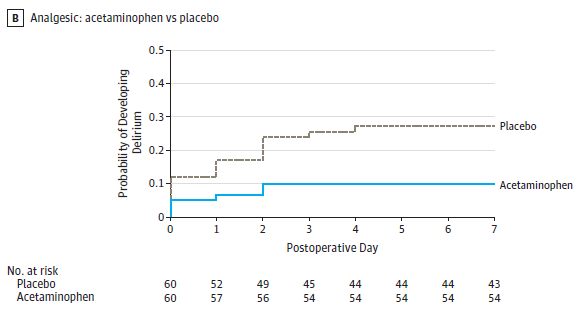 B Analgesic: acetaminophen vs placebo
0.5
0.4
0.3
0.2
0.1
0
Probability of Developing
Delirium
Placebo
Acetaminophen
0 1 2 3 4 5 6 7
Postoperative Day
No. at risk
Placebo 60 52 49 45 44 44 44 43
Acetaminophen 60 57 56 54 54 54 54 54